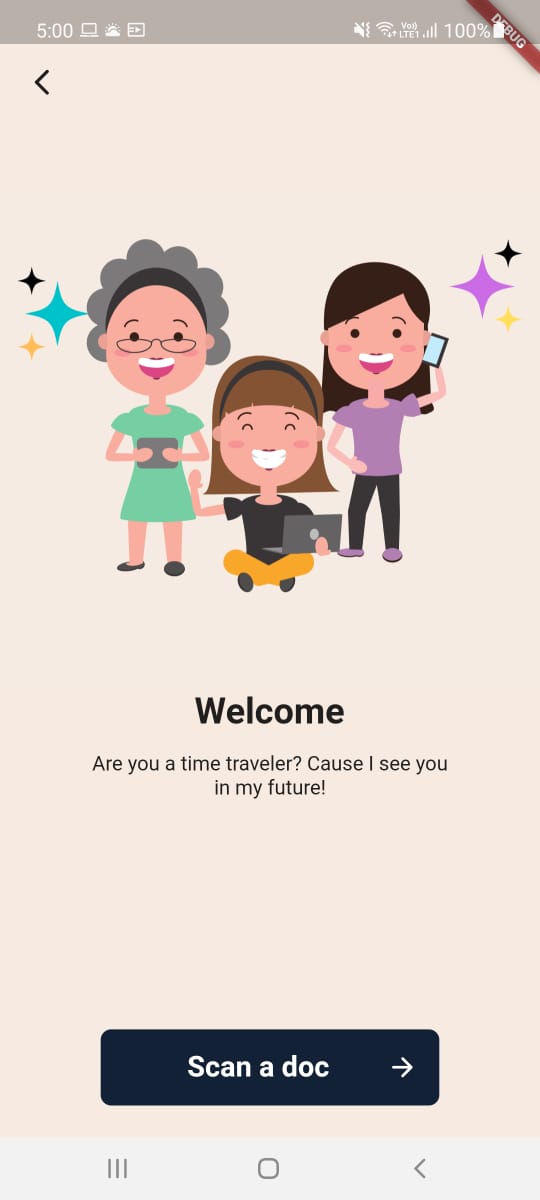 5:00
Vo))
LTE1
100%
DEBUG
Welcome
Are you a time traveler? Cause I see you
in my future!
Scan a doc